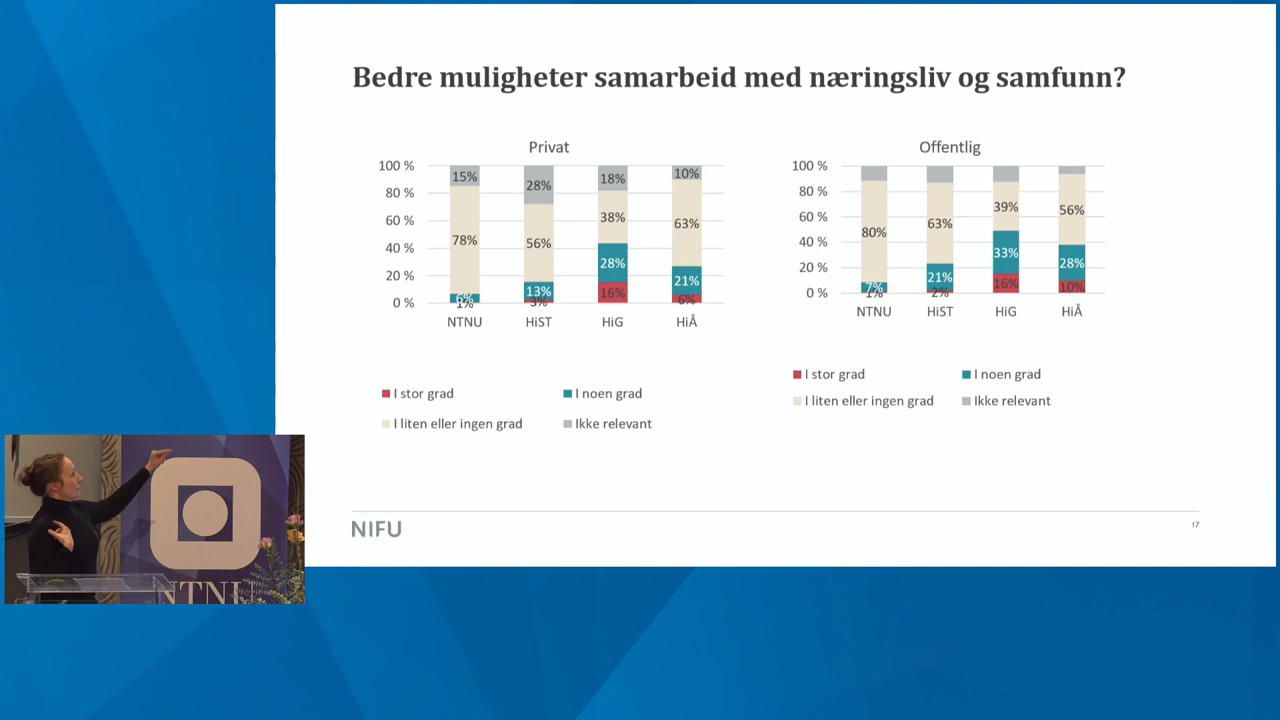 Bedre muligheter samarbeid med næringsliv og samfunn?
Privat
100 %
80 %
60 %
40 %
20 %
0 %
15%
28%
18%
10%
78%
56%
38%
63%
6%
13%
28%
21%
1%
3%
16%
6%
NTNU
HiST
HiG
HiÅ
I stor grad
I noen grad
I liten eller ingen grad
Ikke relevant
Offentlig
100 %
80 %
60 %
40 %
20 %
0 %
80%
63%
39%
56%
7%
21%
33%
28%
1%
2%
16%
10%
NTNU
HiST
HiG
HiÅ
I stor grad
I noen grad
I liten eller ingen grad
Ikke relevant
NIFU
17
NTNU